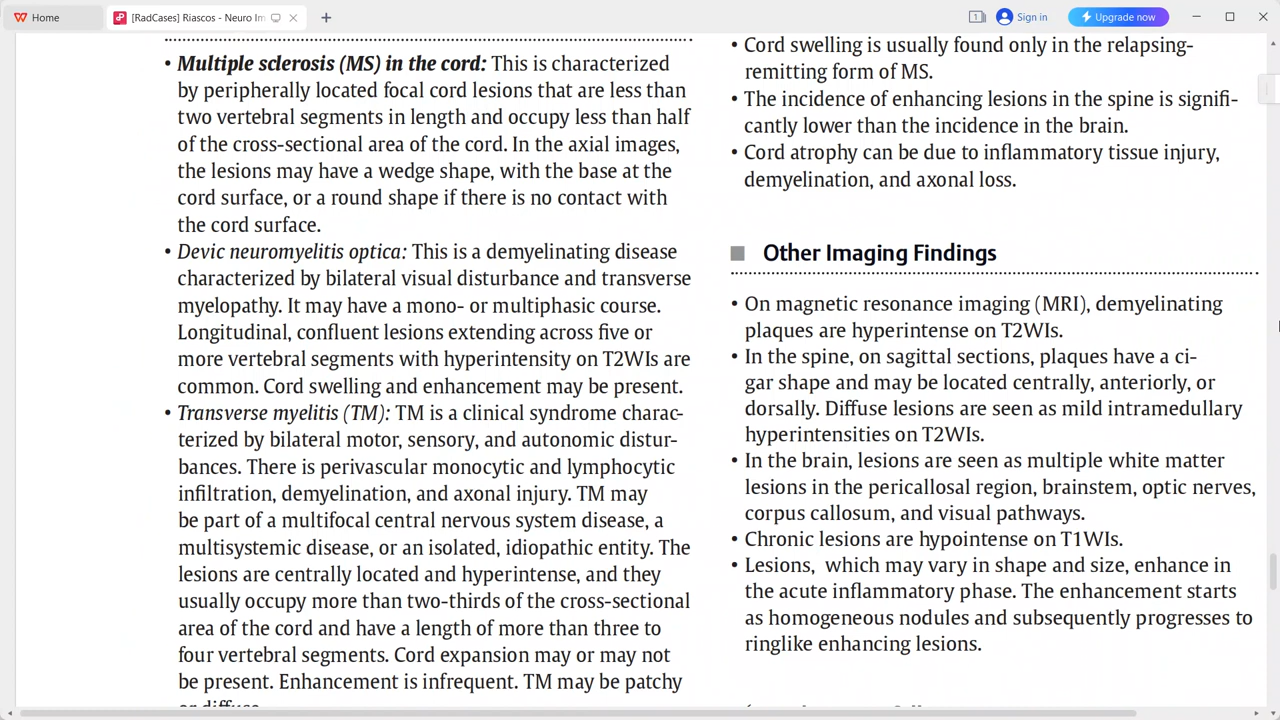 Home
[RadCases] Riascos - Neuro Im
1
Sign in
Upgrade now
• Multiple sclerosis (MS) in the cord: This is characterized
by peripherally located focal cord lesions that are less than
two vertebral segments in length and occupy less than half
of the cross-sectional area of the cord. In the axial images,
the lesions may have a wedge shape, with the base at the
cord surface, or a round shape if there is no contact with
the cord surface.
• Devic neuromyelitis optica: This is a demyelinating disease
characterized by bilateral visual disturbance and transverse
myelopathy. It may have a mono- or multiphasic course.
Longitudinal, confluent lesions extending across five or
more vertebral segments with hyperintensity on T2WIs are
common. Cord swelling and enhancement may be present.
• Transverse myelitis (TM): TM is a clinical syndrome charac-
terized by bilateral motor, sensory, and autonomic distur-
bances. There is perivascular monocytic and lymphocytic
infiltration, demyelination, and axonal injury. TM may
be part of a multifocal central nervous system disease, a
multisystemic disease, or an isolated, idiopathic entity. The
lesions are centrally located and hyperintense, and they
usually occupy more than two-thirds of the cross-sectional
area of the cord and have a length of more than three to
four vertebral segments. Cord expansion may or may not
be present. Enhancement is infrequent. TM may be patchy
or diffuse.
• Cord swelling is usually found only in the relapsing-
remitting form of MS.
• The incidence of enhancing lesions in the spine is signifi-
cantly lower than the incidence in the brain.
• Cord atrophy can be due to inflammatory tissue injury,
demyelination, and axonal loss.
Other Imaging Findings
• On magnetic resonance imaging (MRI), demyelinating
plaques are hyperintense on T2WIs.
• In the spine, on sagittal sections, plaques have a ci-
gar shape and may be located centrally, anteriorly, or
dorsally. Diffuse lesions are seen as mild intramedullary
hyperintensities on T2WIs.
• In the brain, lesions are seen as multiple white matter
lesions in the pericallosal region, brainstem, optic nerves,
corpus callosum, and visual pathways.
• Chronic lesions are hypointense on T1WIs.
• Lesions, which may vary in shape and size, enhance in
the acute inflammatory phase. The enhancement starts
as homogeneous nodules and subsequently progresses to
ringlike enhancing lesions.